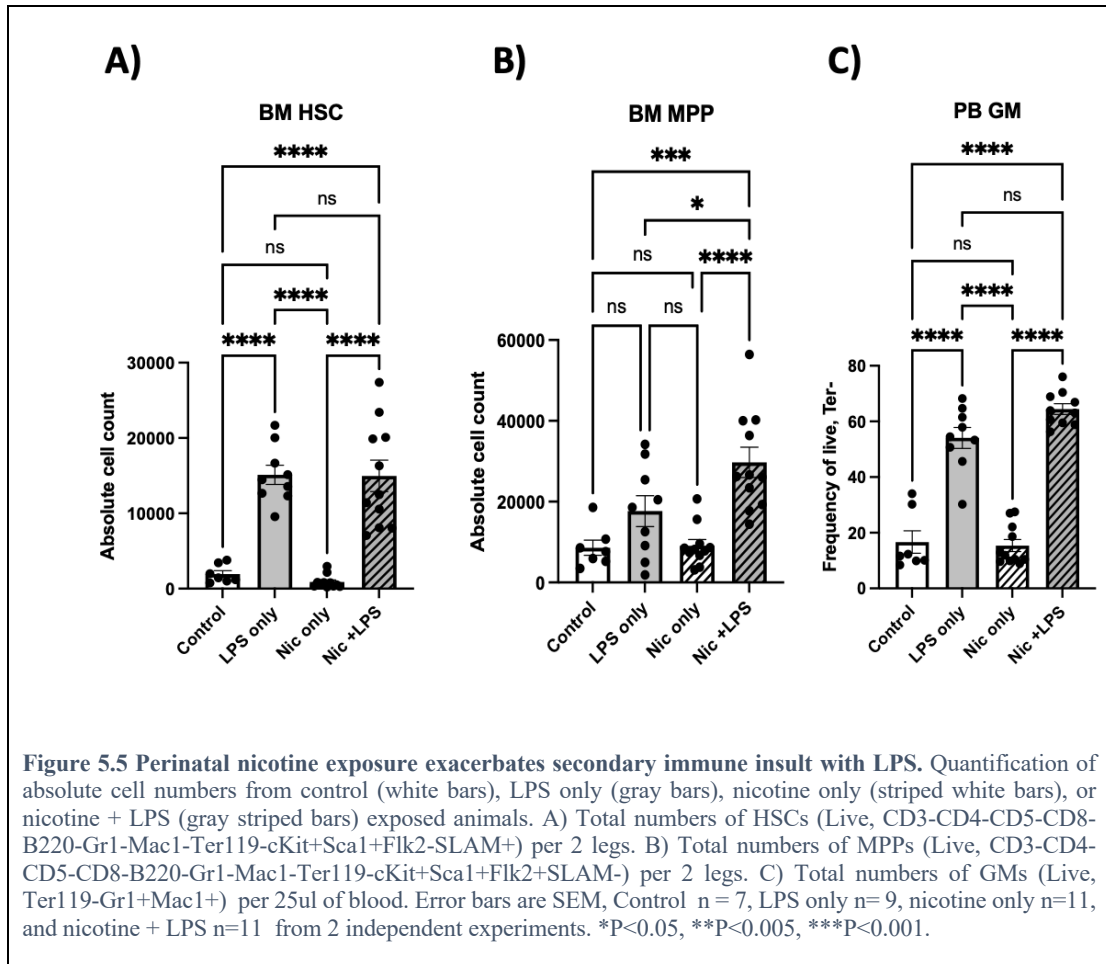 A)
B)
C)
BM HSC
****
ns
ns
****
****
****
Absolute cell count
30000
20000
10000
0
Control
LPS only
Nic only
Nic +LPS
BM MPP
***
*
ns
****
ns
ns
Absolute cell count
60000
40000
20000
0
Control
LPS only
Nic only
Nic +LPS
PB GM
****
ns
ns
****
****
****
Frequency of live, Ter-
80
60
40
20
0
Control
LPS only
Nic only
Nic +LPS
Figure 5.5 Perinatal nicotine exposure exacerbates secondary immune insult with LPS. Quantification of
absolute cell numbers from control (white bars), LPS only (gray bars), nicotine only (striped white bars), or
nicotine + LPS (gray striped bars) exposed animals. A) Total numbers of HSCs (Live, CD3-CD4-CD5-CD8-
B220-Gr1-Mac1-Ter119-cKit+Sca1+Flk2-SLAM+) per 2 legs. B) Total numbers of MPPs (Live, CD3-CD4-
CD5-CD8-B220-Gr1-Mac1-Ter119-cKit+Sca1+Flk2+SLAM-) per 2 legs. C) Total numbers of GMs (Live,
Ter119-Gr1+Mac1+) per 25ul of blood. Error bars are SEM, Control n = 7, LPS only n= 9, nicotine only n=11,
and nicotine + LPS n=11 from 2 independent experiments. *P<0.05, **P<0.005, ***P<0.001.